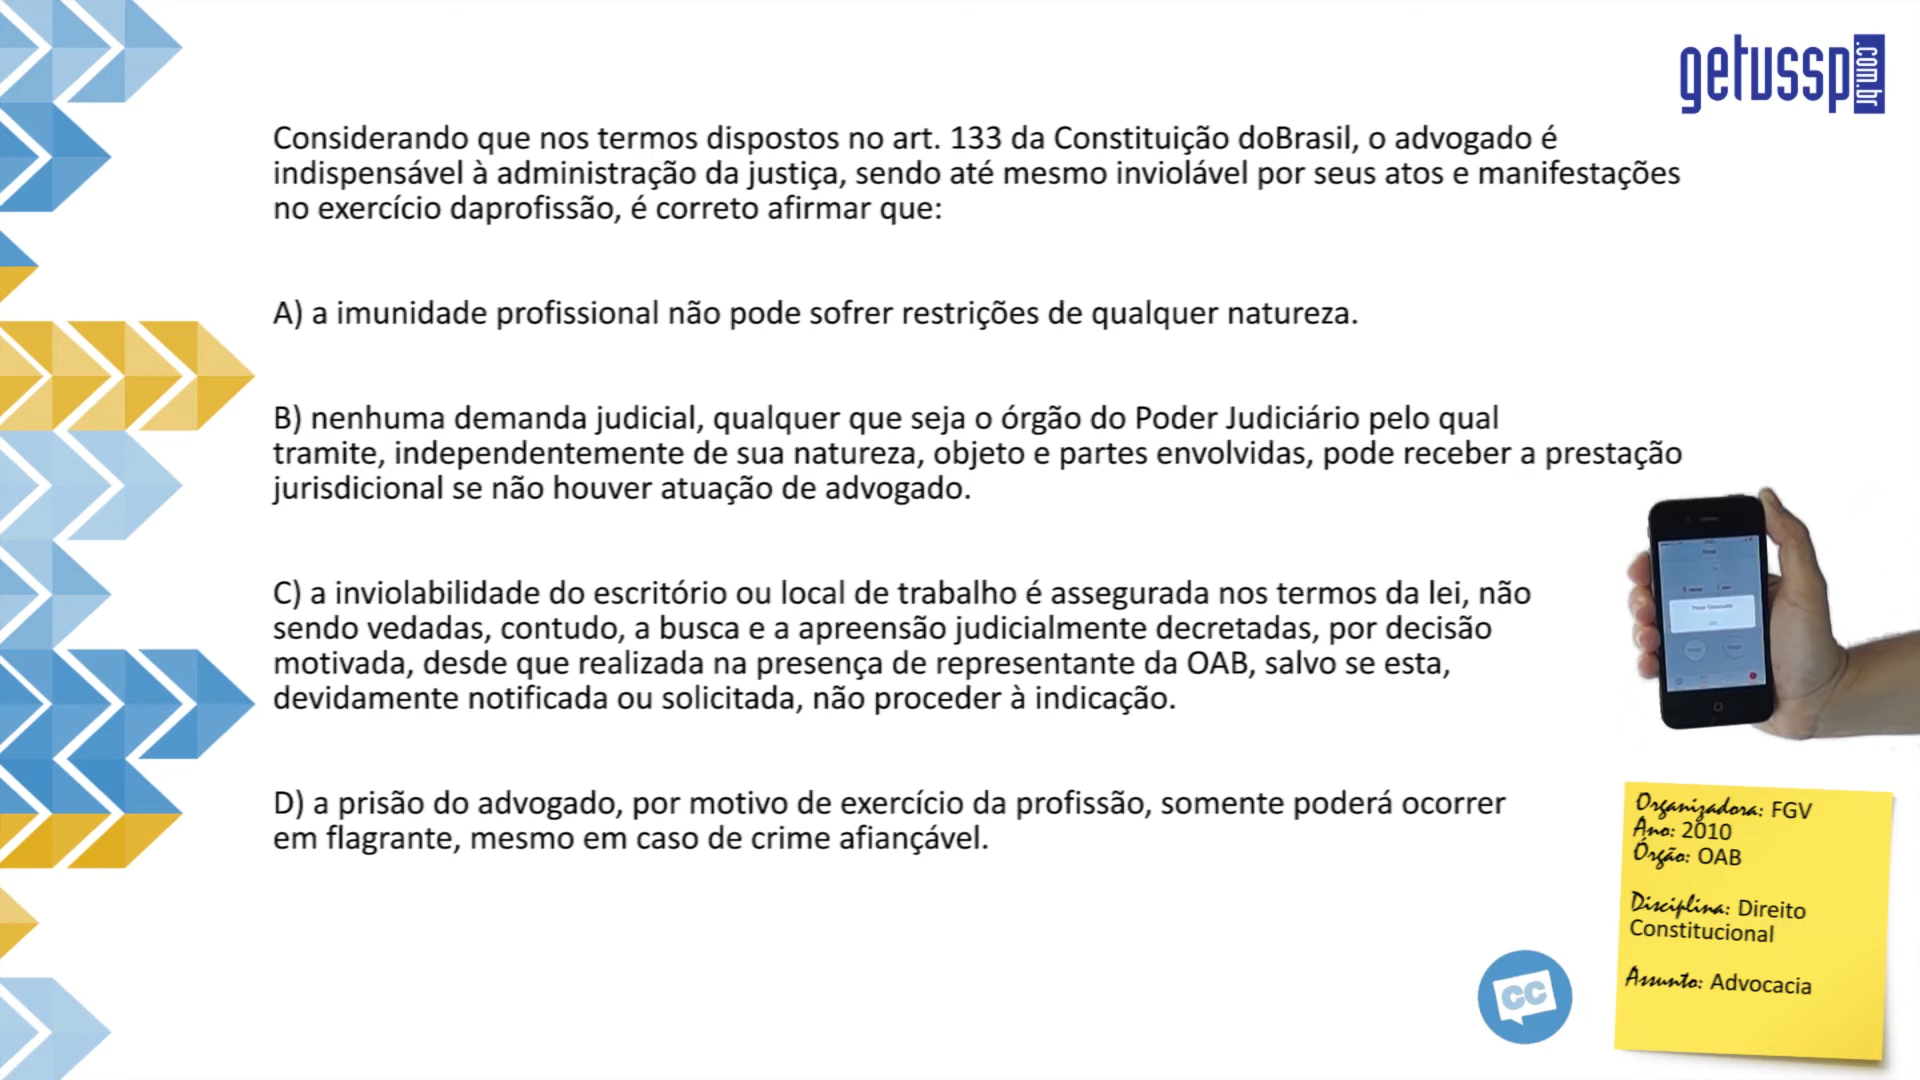 getussp.com.br
Considerando que nos termos dispostos no art. 133 da Constituição doBrasil, o advogado é
indispensável à administração da justiça, sendo até mesmo inviolável por seus atos e manifestações
no exercício daprofissão, é correto afirmar que:
A) a imunidade profissional não pode sofrer restrições de qualquer natureza.
B) nenhuma demanda judicial, qualquer que seja o órgão do Poder Judiciário pelo qual
tramite, independentemente de sua natureza, objeto e partes envolvidas, pode receber a prestação
jurisdicional se não houver atuação de advogado.
C) a inviolabilidade do escritório ou local de trabalho é assegurada nos termos da lei, não
sendo vedadas, contudo, a busca e a apreensão judicialmente decretadas, por decisão
motivada, desde que realizada na presença de representante da OAB, salvo se esta,
devidamente notificada ou solicitada, não proceder à indicação.
D) a prisão do advogado, por motivo de exercício da profissão, somente poderá ocorrer
em flagrante, mesmo em caso de crime afiançável.
Organizadora: FGV
Ano: 2010
Órgão: OAB
Disciplina: Direito
Constitucional
Assunto: Advocacia
CC